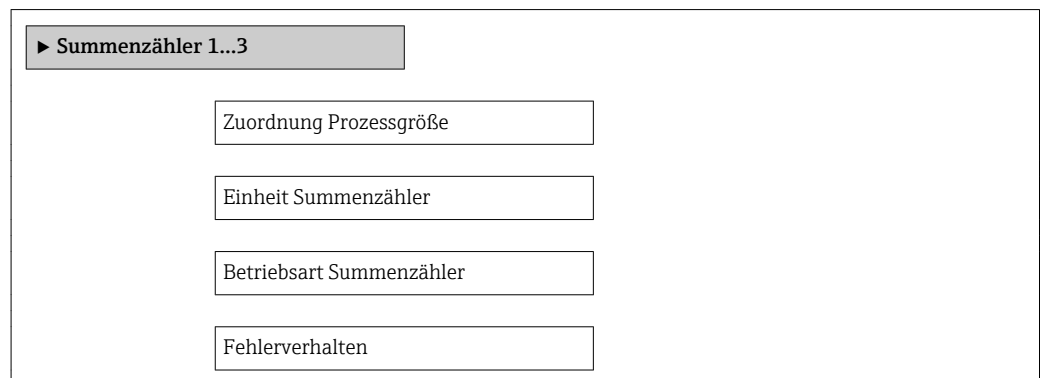 ▶ Summenzähler 1...3
Zuordnung Prozessgröße
Einheit Summenzähler
Betriebsart Summenzähler
Fehlerverhalten